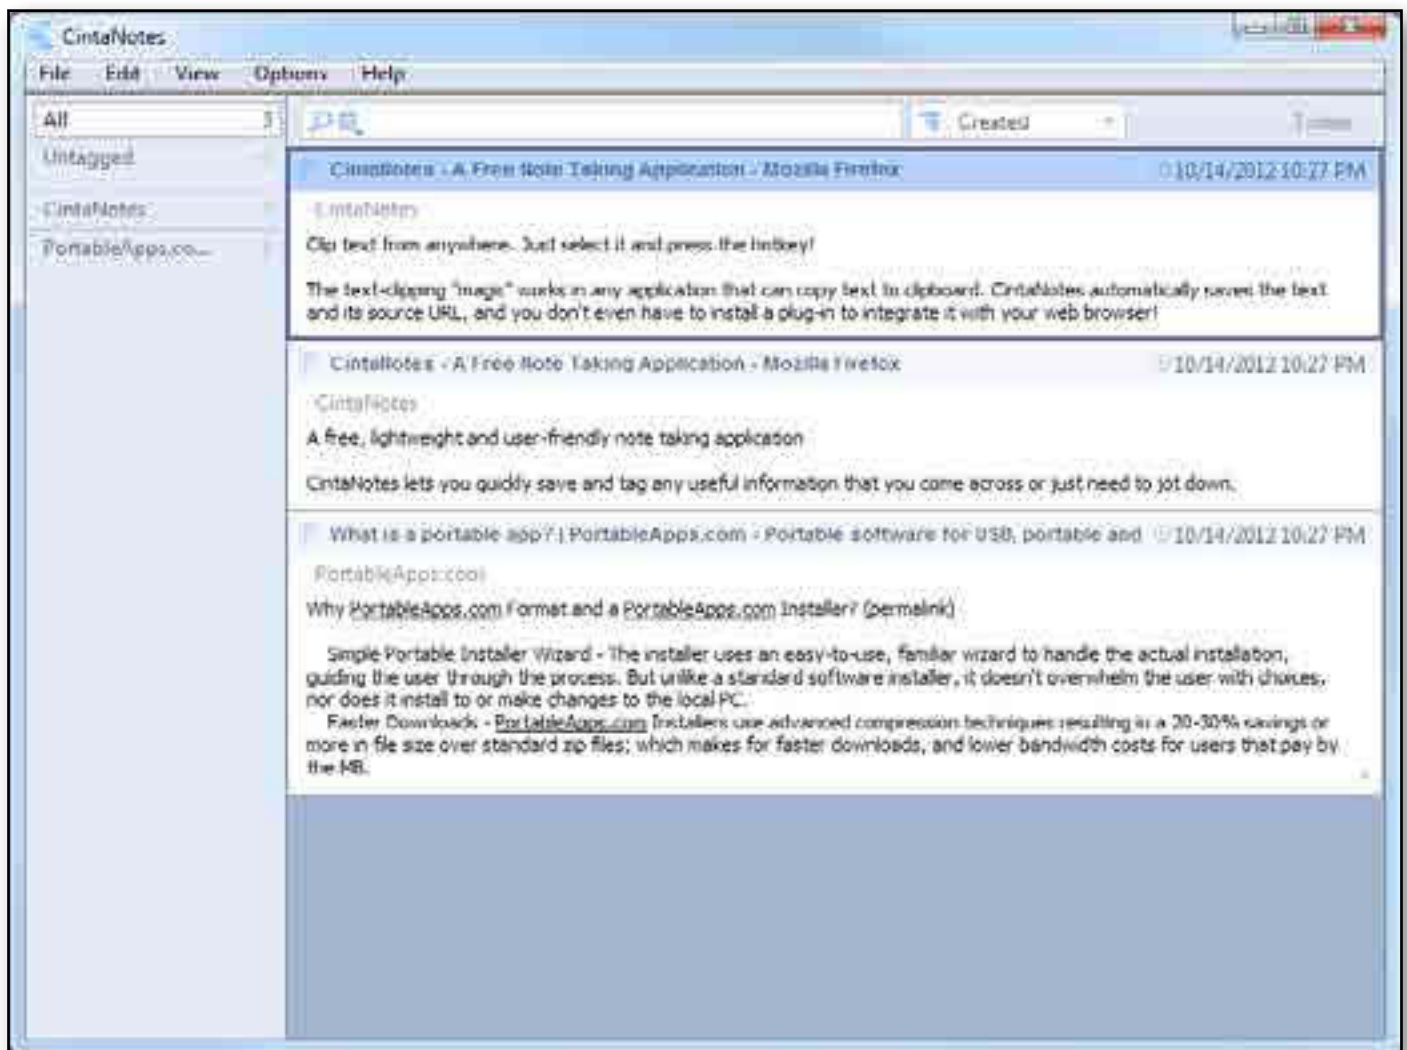 CintaNotes
File Edit View Options Help
All 3
Untagged
CintaNotes
PortableApps.co...
Created
CintaNotes - A Free Note Taking Application - Mozilla Firefox 10/14/2012 10:27 PM
CintaNotes
Clip text from anywhere. Just select it and press the hotkey!
The text-clipping "magic" works in any application that can copy text to clipboard. CintaNotes automatically saves the text
and its source URL, and you don't even have to install a plug-in to integrate it with your web browser!
CintaNotes - A Free Note Taking Application - Mozilla Firefox 10/14/2012 10:27 PM
CintaNotes
A free, lightweight and user-friendly note taking application
CintaNotes lets you quickly save and tag any useful information that you come across or just need to jot down.
What is a portable app? | PortableApps.com - Portable software for USB, portable and 10/14/2012 10:27 PM
PortableApps.com
Why PortableApps.com Format and a PortableApps.com Installer? (permalink)
Simple Portable Installer Wizard - The installer uses an easy-to-use, familiar wizard to handle the actual installation,
guiding the user through the process. But unlike a standard software installer, it doesn't overwhelm the user with choices,
nor does it install to or make changes to the local PC.
Faster Downloads - PortableApps.com Installers use advanced compression techniques resulting in a 20-30% savings or
more in file size over standard zip files; which makes for faster downloads, and lower bandwidth costs for users that pay by
the MB.